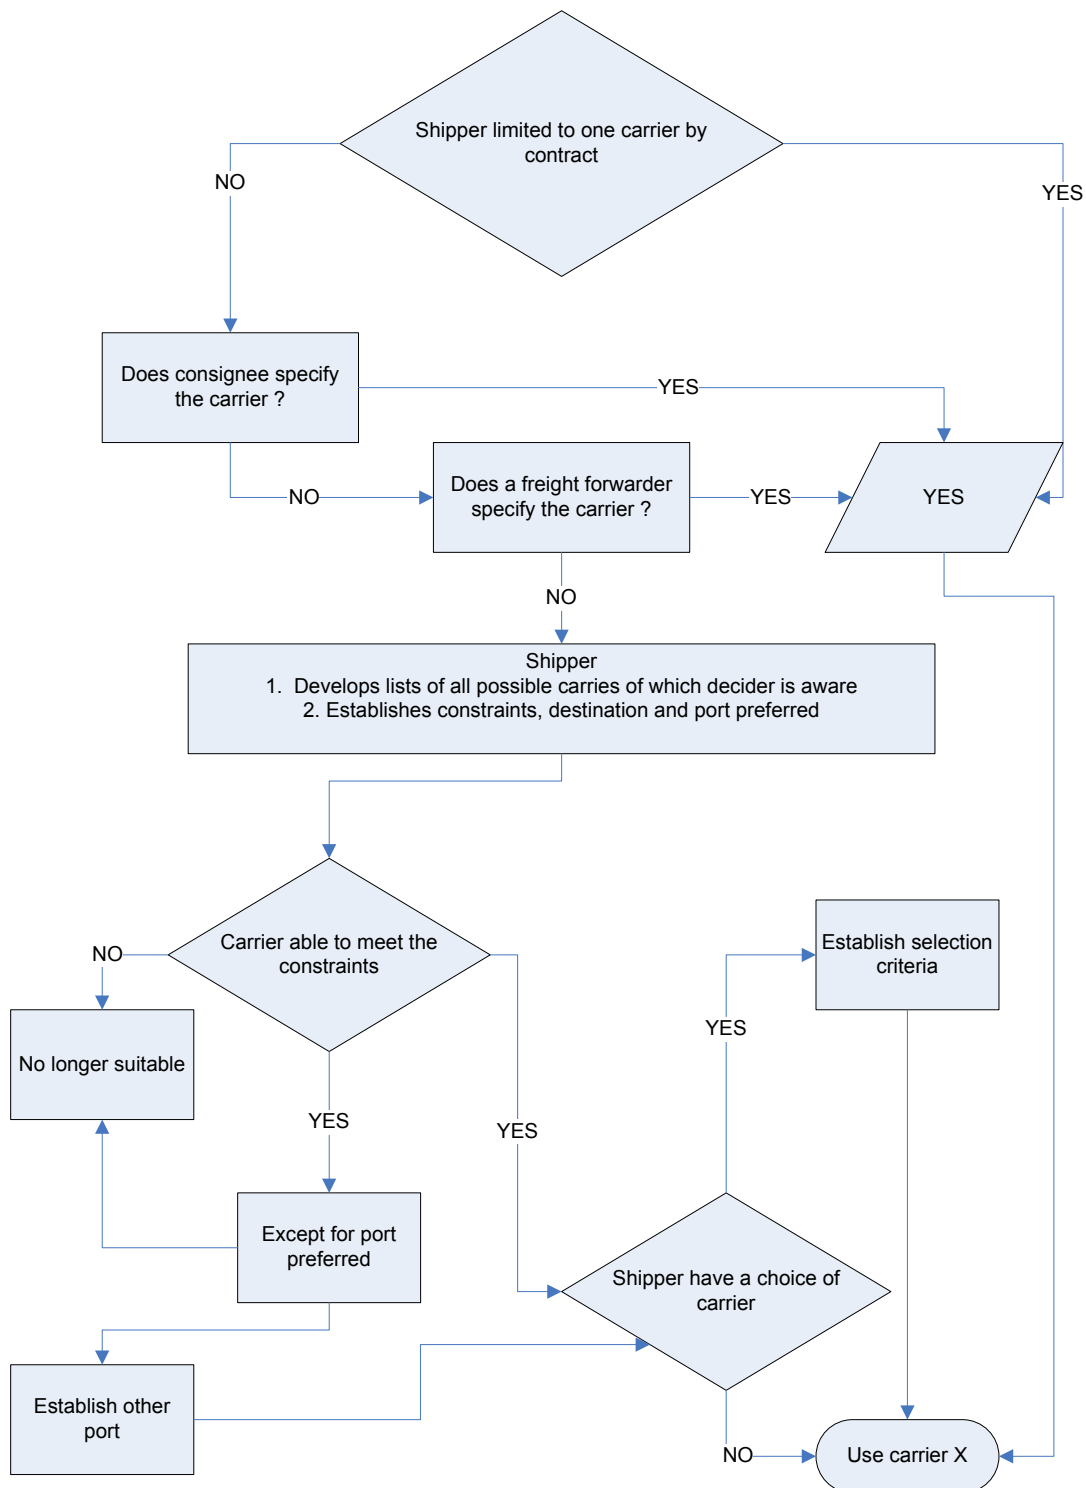 Shipper limited to one carrier by
contract
NO
YES
Does consignee specify
the carrier ?
YES
NO
Does a freight forwarder
specify the carrier ?
YES
YES
NO
Shipper
1. Develops lists of all possible carries of which decider is aware
2. Establishes constraints, destination and port preferred
Carrier able to meet the
constraints
NO
No longer suitable
YES
YES
Except for port
preferred
Establish other
port
Shipper have a choice of
carrier
YES
Establish selection
criteria
NO
Use carrier X